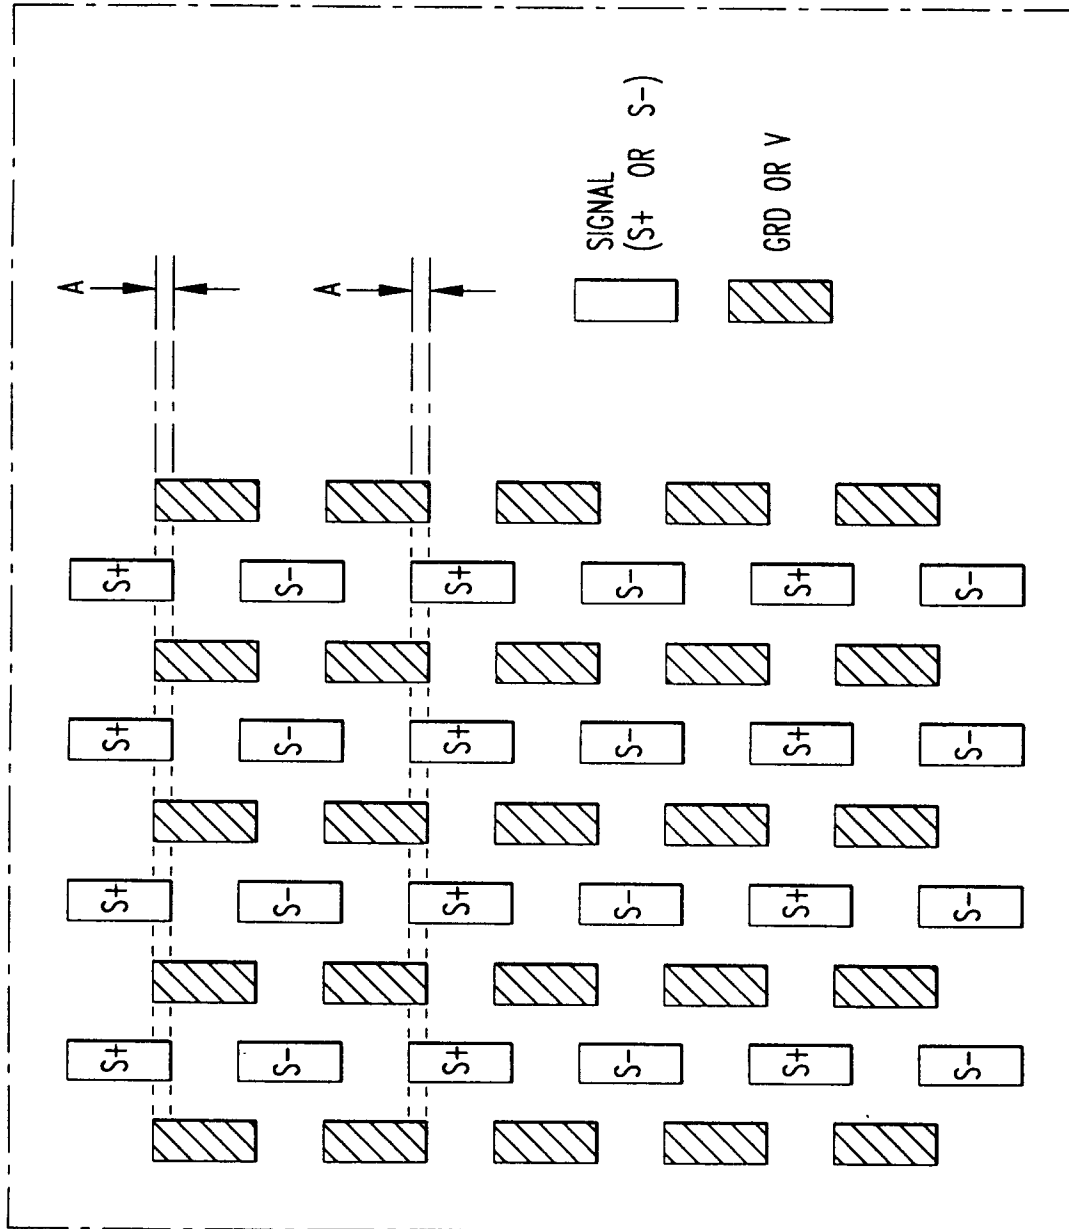 A
S+ S+ S+ S+
S- S- S- S-
A
S+ S+ S+ S+
S- S- S- S-
S+ S+ S+ S+
S- S- S- S-
SIGNAL
(S+ OR S-)
GRD OR V